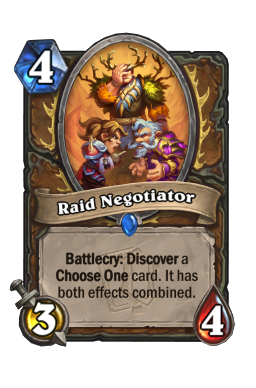 4
Raid Negotiator
Battlecry: Discover a
Choose One card. It has
both effects combined.
3
4